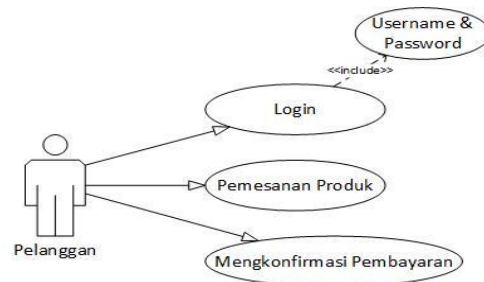 Username &
Password
<<include>>
Login
Pemesanan Produk
Pelanggan
Mengkonfirmasi Pembayaran